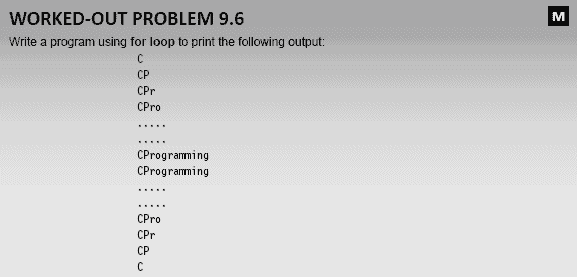 WORKED-OUT PROBLEM 9.6
M
Write a program using for loop to print the following output:
C
CP
CPr
CPro
.....
.....
CProgramming
CProgramming
.....
.....
CPro
CPr
CP
C